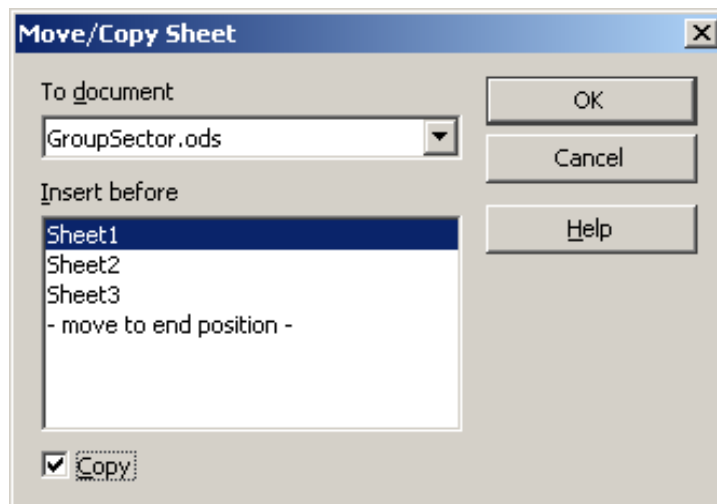 Move/Copy Sheet
To document
GroupSector.ods
Insert before
Sheet1
Sheet2
Sheet3
- move to end position -
Copy
OK
Cancel
Help